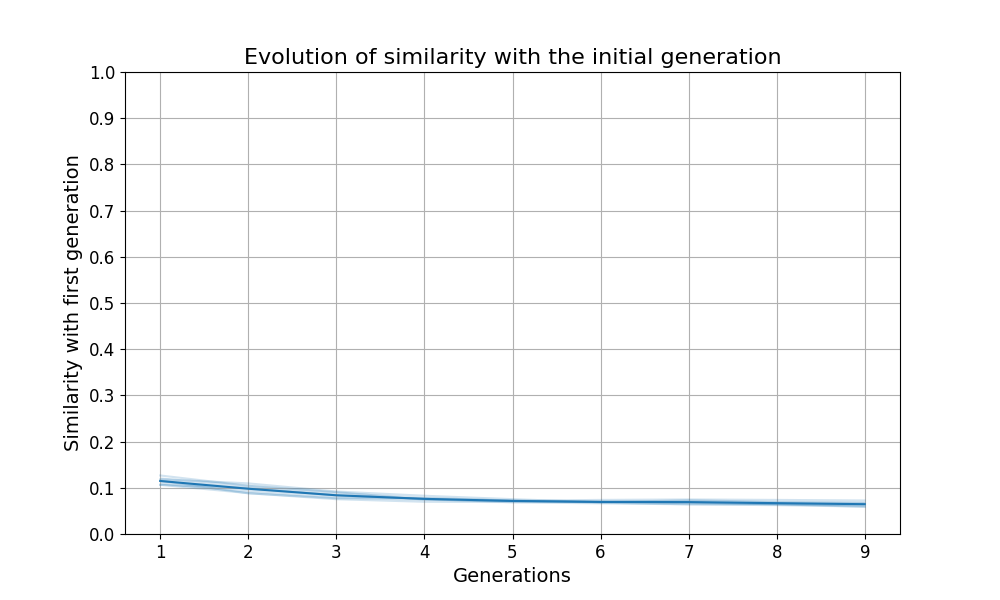 Evolution of similarity with the initial generation
Similarity with first generation
1.0
0.9
0.8
0.7
0.6
0.5
0.4
0.3
0.2
0.1
0.0
1 2 3 4 5 6 7 8 9
Generations